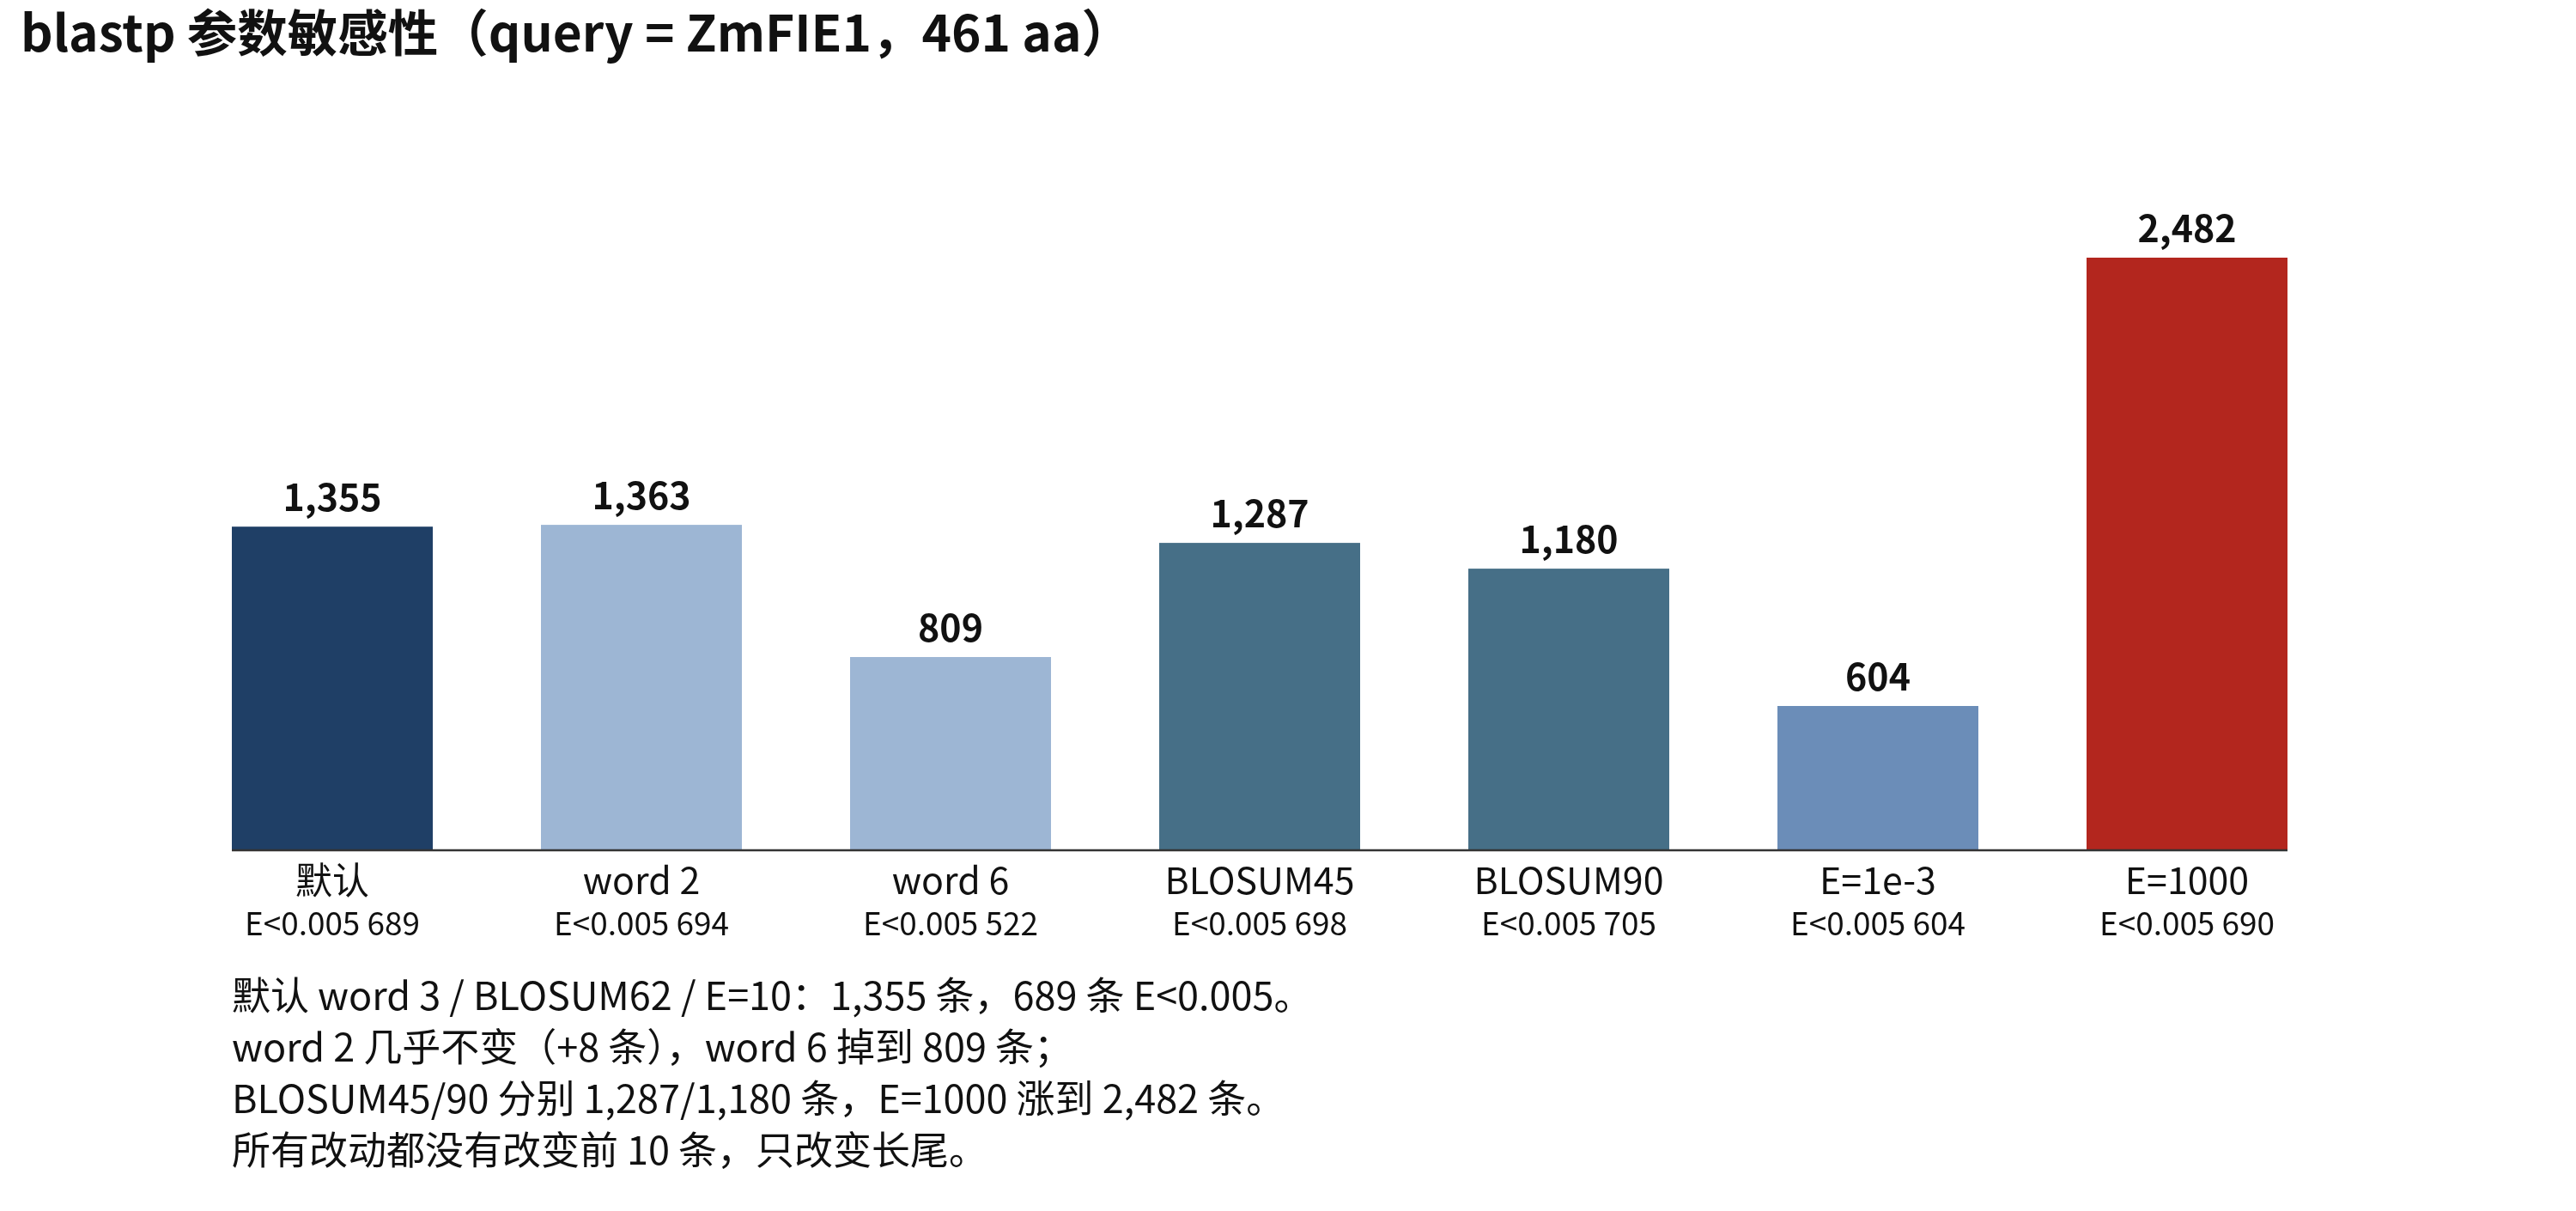 blastp 参数敏感性（query = ZmFIE1，461 aa）
2,482
1,355
1,363
1,287
1,180
809
604
默认 word 2 word 6 BLOSUM45 BLOSUM90 E=1e-3 E=1000
E<0.005 689 E<0.005 694 E<0.005 522 E<0.005 698 E<0.005 705 E<0.005 604 E<0.005 690
默认 word 3 / BLOSUM62 / E=10：1,355 条，689 条 E<0.005。
word 2 几乎不变（+8 条），word 6 掉到 809 条；
BLOSUM45/90 分别 1,287/1,180 条，E=1000 涨到 2,482 条。
所有改动都没有改变前 10 条，只改变长尾。